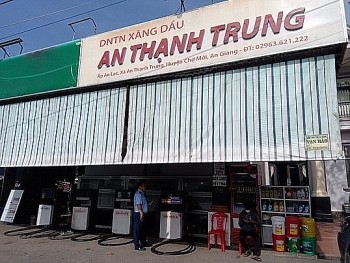 DNTN XĂNG DẦU
AN THẠNH TRUNG
Ấp An Lạc, Xã An Thạnh Trung, Huyện Chợ Mới, An Giang - ĐT: 02963.621.222